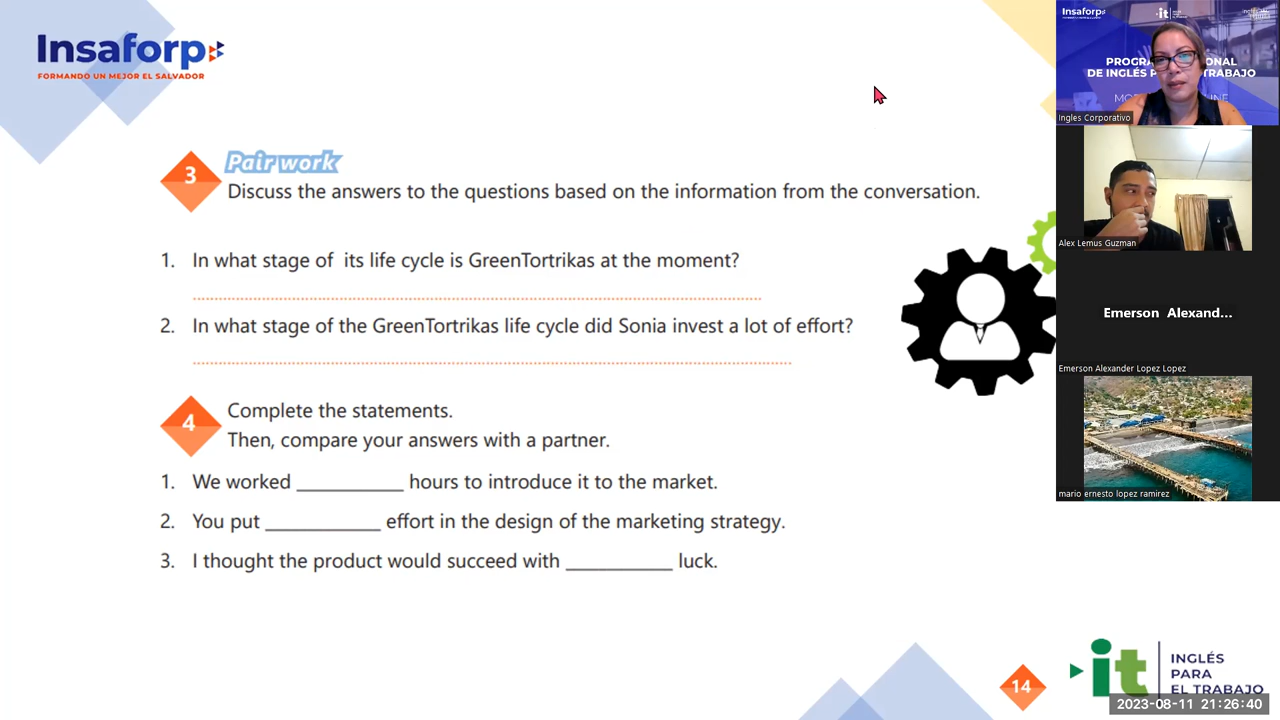 Insaforp
FORMANDO UN MEJOR EL SALVADOR
3
Pair work
Discuss the answers to the questions based on the information from the conversation.
1. In what stage of its life cycle is GreenTortrikas at the moment?
2. In what stage of the GreenTortrikas life cycle did Sonia invest a lot of effort?
4
Complete the statements.
Then, compare your answers with a partner.
1. We worked __________ hours to introduce it to the market.
2. You put ___________ effort in the design of the marketing strategy.
3. I thought the product would succeed with __________ luck.
14
it
INGLÉS
PARA
EL TRABAJO
2023-08-11 21:26:40
Insaforp
it
DE INGLÉS P TRABAJO
Ingles Corporativo
Alex Lemus Guzman
Emerson Alexand...
Emerson Alexander Lopez Lopez
mario ernesto lopez ramirez